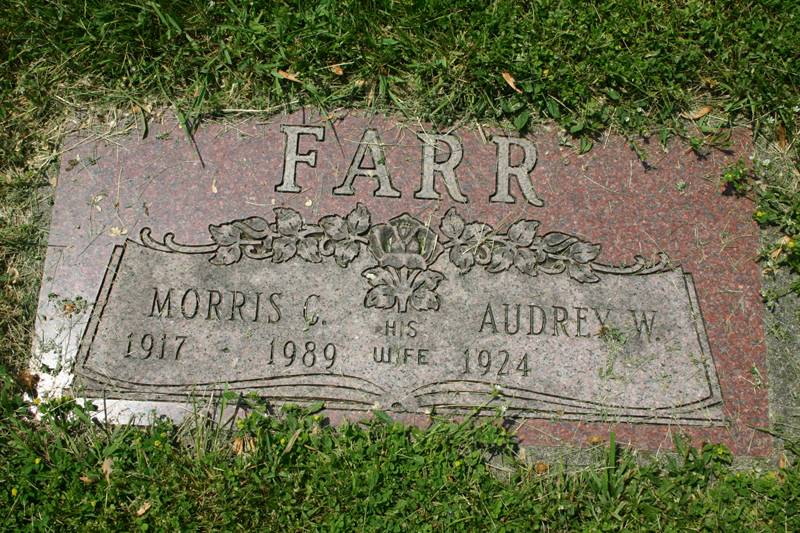 FARR
MORRIS C. HIS AUDREY W.
1917 - 1989 WIFE 1924